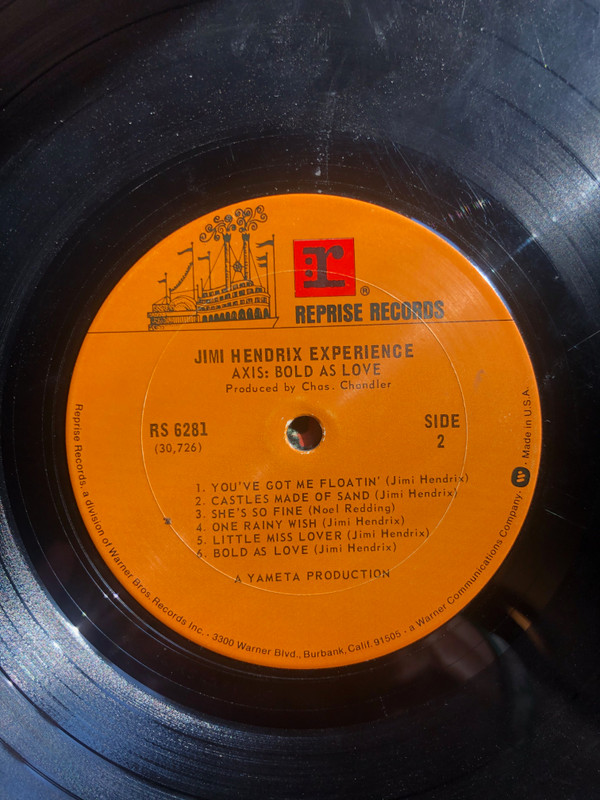 r
®
REPRISE RECORDS
JIMI HENDRIX EXPERIENCE
AXIS: BOLD AS LOVE
Produced by Chas. Chandler
RS 6281
(30,726)
SIDE
2
1. YOU'VE GOT ME FLOATIN' (Jimi Hendrix)
2. CASTLES MADE OF SAND (Jimi Hendrix)
3. SHE'S SO FINE (Noel Redding)
4. ONE RAINY WISH (Jimi Hendrix)
5. LITTLE MISS LOVER (Jimi Hendrix)
6. BOLD AS LOVE (Jimi Hendrix)
A YAMETA PRODUCTION
Reprise Records, a division of Warner Bros. Records Inc. · 3300 Warner Blvd., Burbank, Calif. 91505 · a Warner Communications Company. · Made in U.S.A.